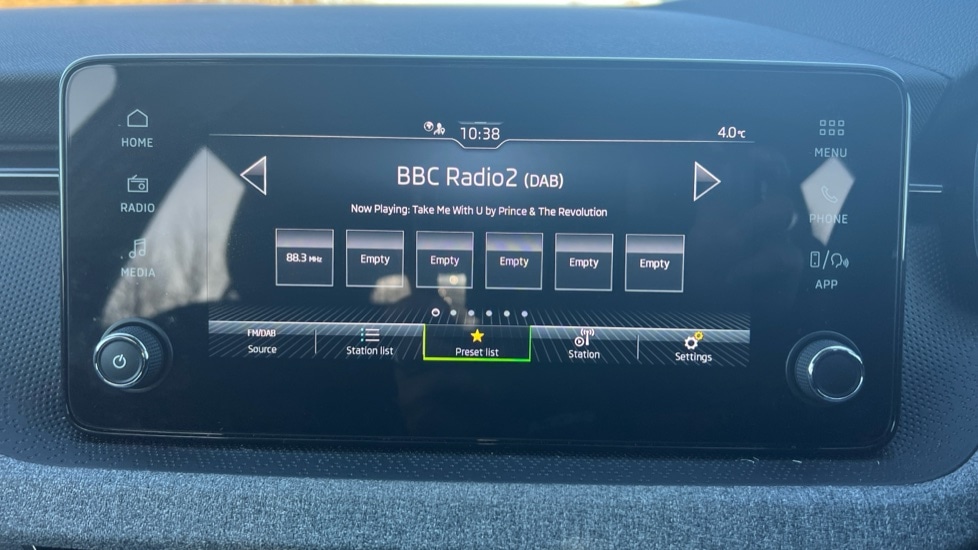 HOME
RADIO
MEDIA
10:38
4.0°C
BBC Radio2 (DAB)
Now Playing: Take Me With U by Prince & The Revolution
88.3 MHz
Empty
Empty
Empty
Empty
Empty
FM/DAB
Source
Station list
Preset list
Station
Settings
MENU
PHONE
APP